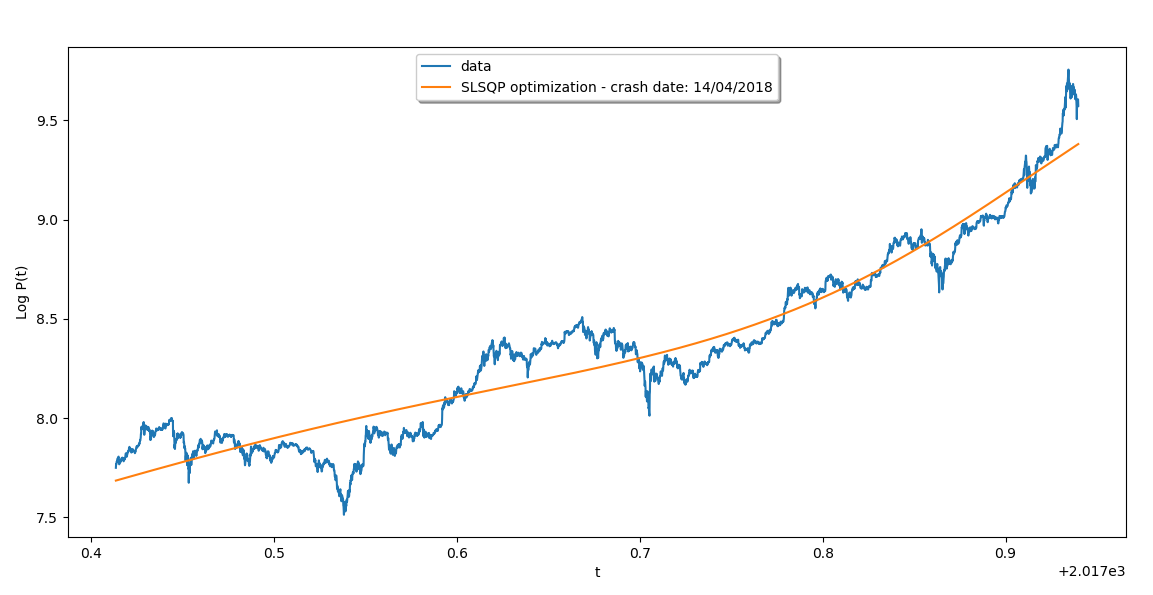 data
SLSQP optimization - crash date: 14/04/2018
9.5
9.0
8.5
8.0
7.5
Log P(t)
0.4 0.5 0.6 0.7 0.8 0.9
t
+2.017e3